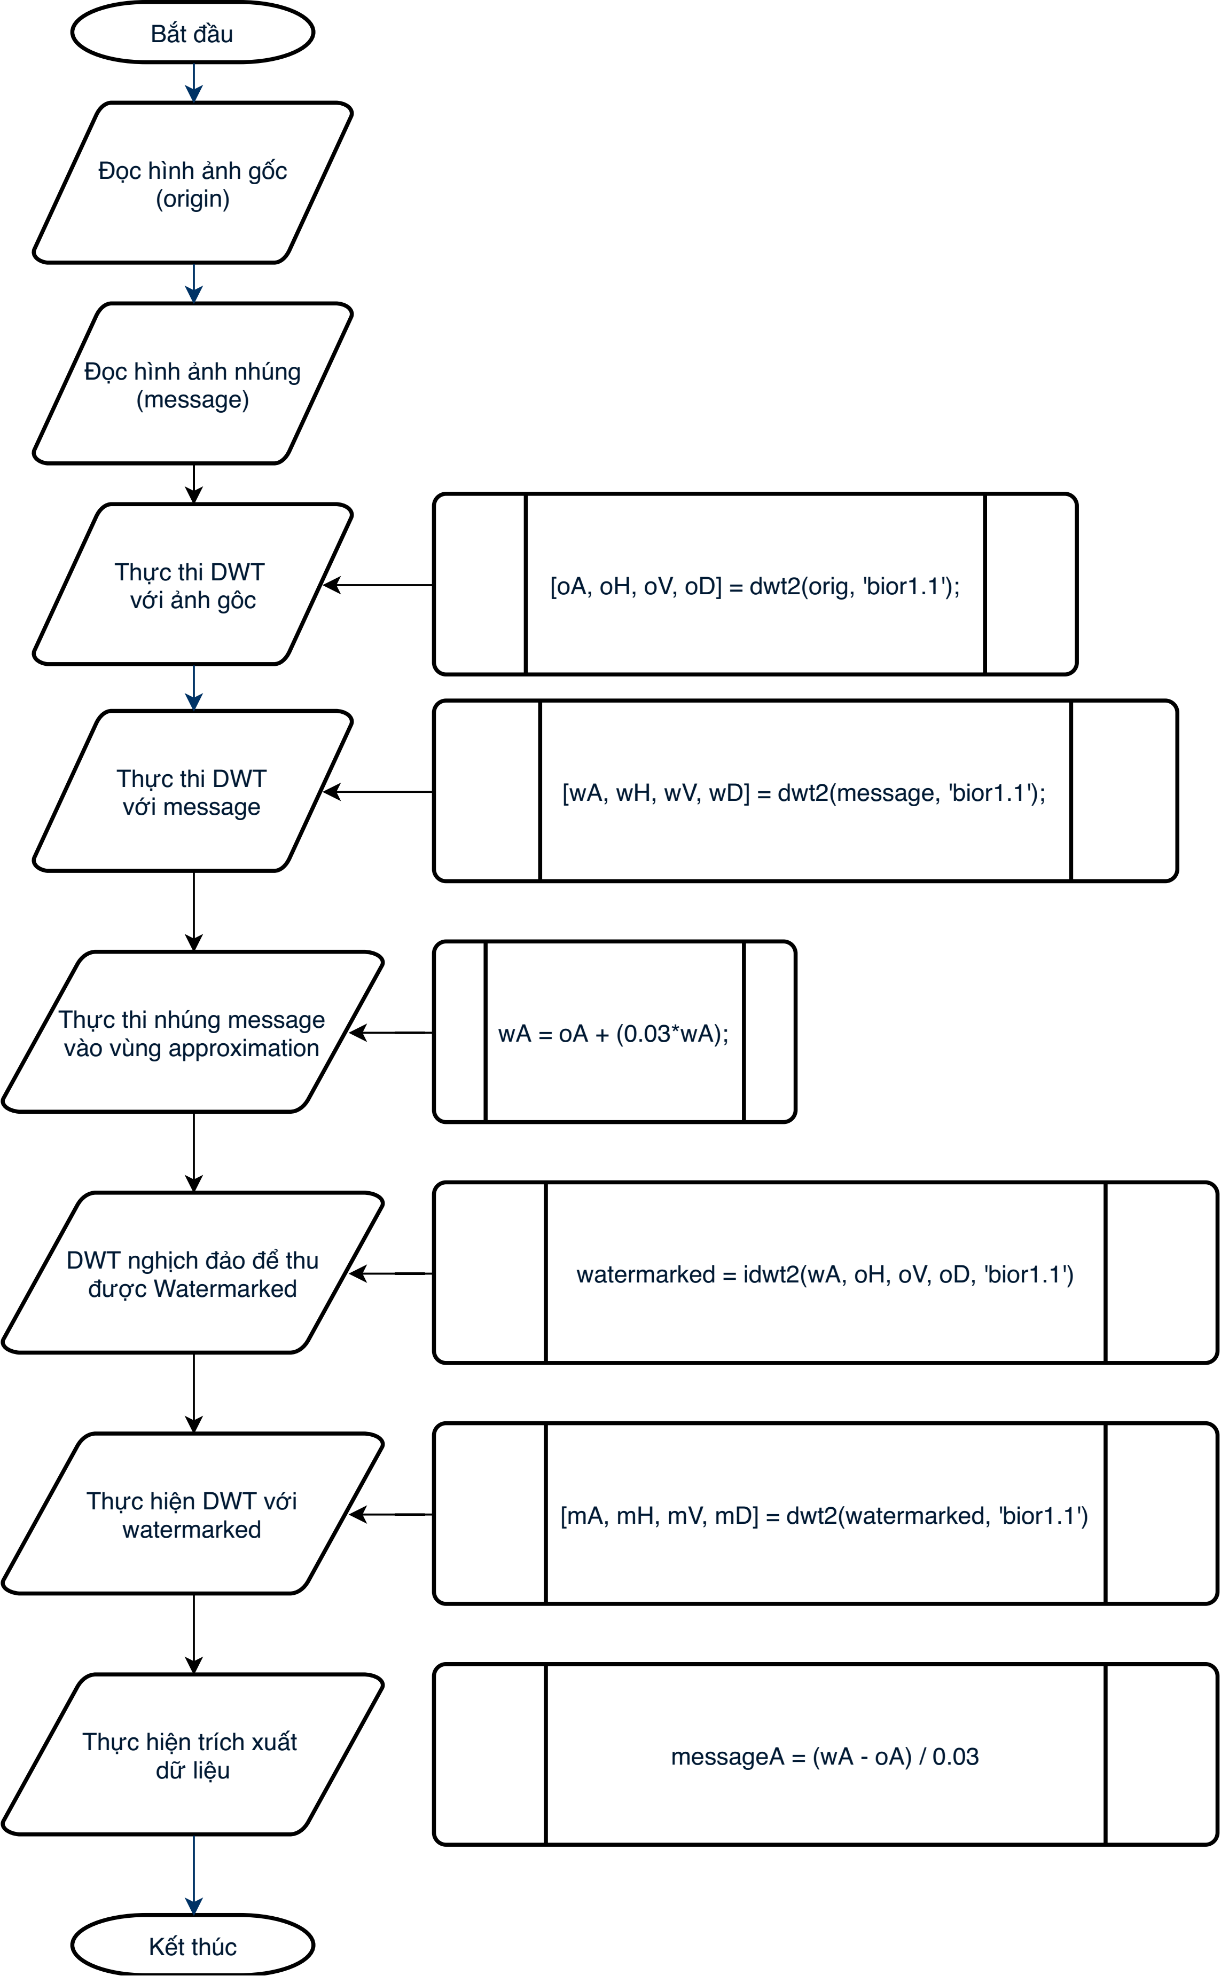 Bắt đầu
Đọc hình ảnh gốc
(origin)
Đọc hình ảnh nhúng
(message)
Thực thi DWT
với ảnh gôc
[oA, oH, oV, oD] = dwt2(orig, 'bior1.1');
Thực thi DWT
với message
[wA, wH, wV, wD] = dwt2(message, 'bior1.1');
Thực thi nhúng message
vào vùng approximation
wA = oA + (0.03*wA);
DWT nghịch đảo để thu
được Watermarked
watermarked = idwt2(wA, oH, oV, oD, 'bior1.1')
Thực hiện DWT với
watermarked
[mA, mH, mV, mD] = dwt2(watermarked, 'bior1.1')
Thực hiện trích xuất
dữ liệu
messageA = (wA - oA) / 0.03
Kết thúc